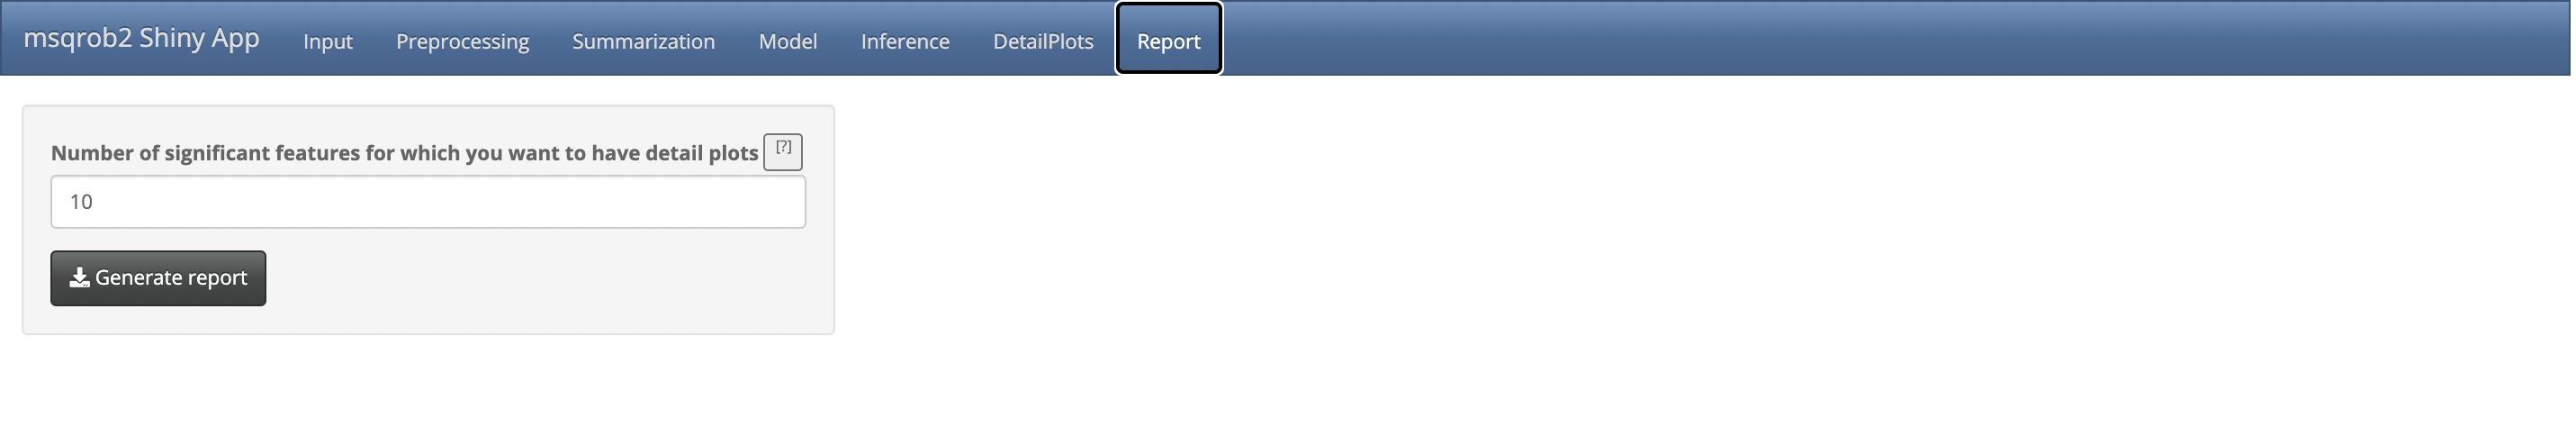 msqrob2 Shiny App Input Preprocessing Summarization Model Inference DetailPlots Report
Number of significant features for which you want to have detail plots [?]
10
Generate report